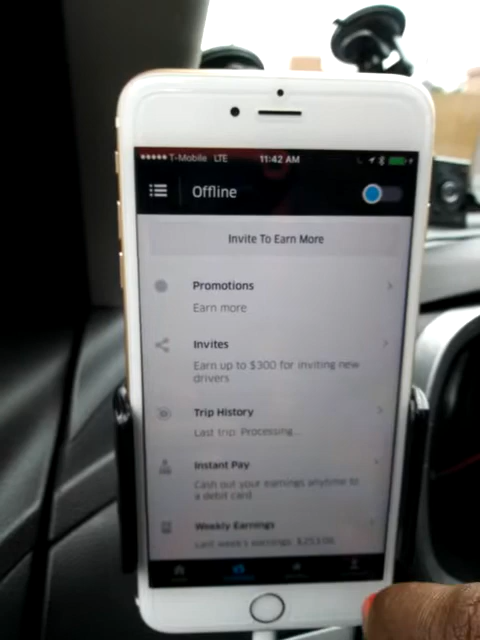 T-Mobile LTE 11:42 AM
Offline
Invite To Earn More
Promotions
Earn more
Invites
Earn up to $300 for inviting new
drivers
Trip History
Last trip: Processing...
Instant Pay
Cash out your earnings anytime to
a debit card
Weekly Earnings
Last week's earnings: